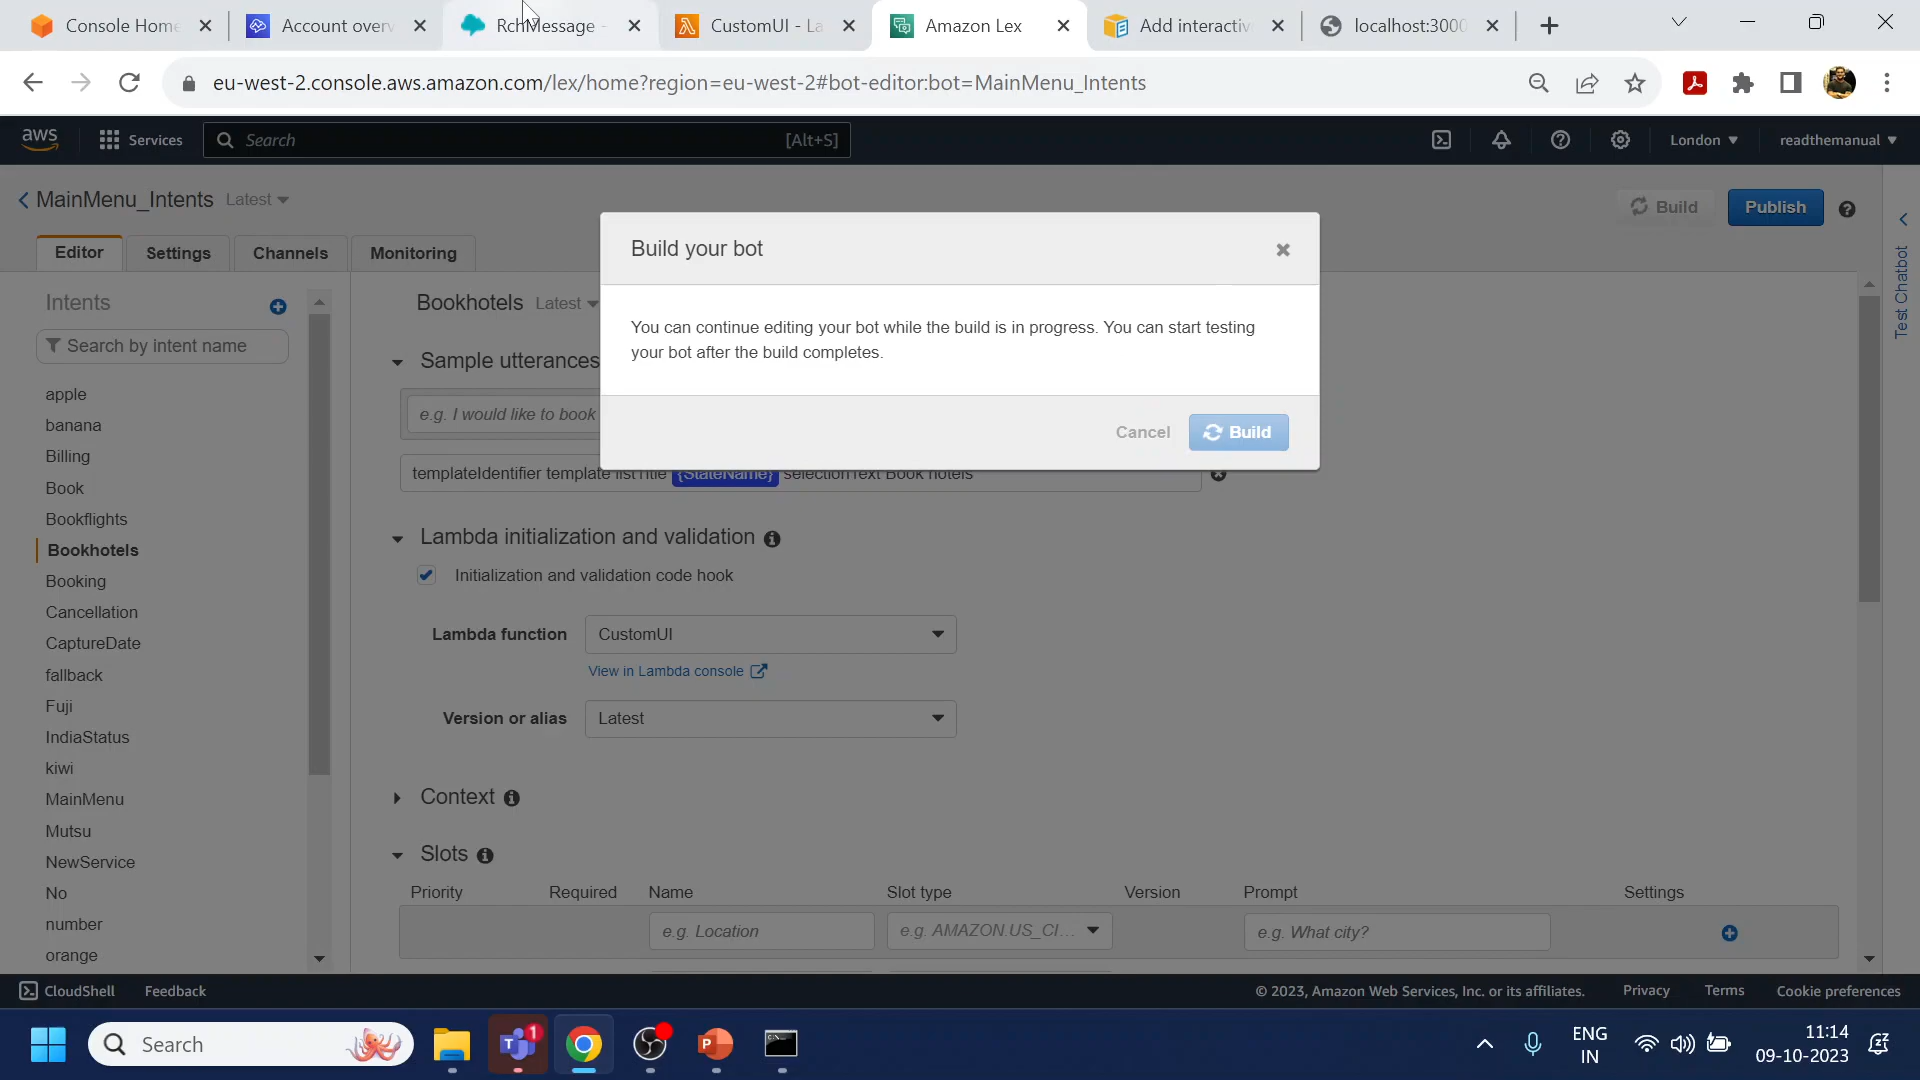 Console Home
Account overv
RchMessage -
CustomUI - La
Amazon Lex
Add interactiv
localhost:3000
eu-west-2.console.aws.amazon.com/lex/home?region=eu-west-2#bot-editor:bot=MainMenu_Intents
aws
Services
Search
[Alt+S]
London
readthemanual
MainMenu_Intents
Latest
Build
Publish
Editor
Settings
Channels
Monitoring
Test Chatbot
Build your bot
You can continue editing your bot while the build is in progress. You can start testing
your bot after the build completes.
Cancel
Build
Intents
Search by intent name
apple
banana
Billing
Book
Bookflights
Bookhotels
Booking
Cancellation
CaptureDate
fallback
Fuji
IndiaStatus
kiwi
MainMenu
Mutsu
NewService
No
number
orange
Bookhotels
Latest
Sample utterances
e.g. I would like to book
templateIdentifier template listTitle {StateName} selectionText Book hotels
Lambda initialization and validation
Initialization and validation code hook
Lambda function
CustomUI
View in Lambda console
Version or alias
Latest
Context
Slots
Priority
Required
Name
Slot type
Version
Prompt
Settings
e.g. Location
e.g. AMAZON.US_CI...
e.g. What city?
CloudShell
Feedback
© 2023, Amazon Web Services, Inc. or its affiliates.
Privacy
Terms
Cookie preferences
Search
1
ENG
IN
11:14
09-10-2023